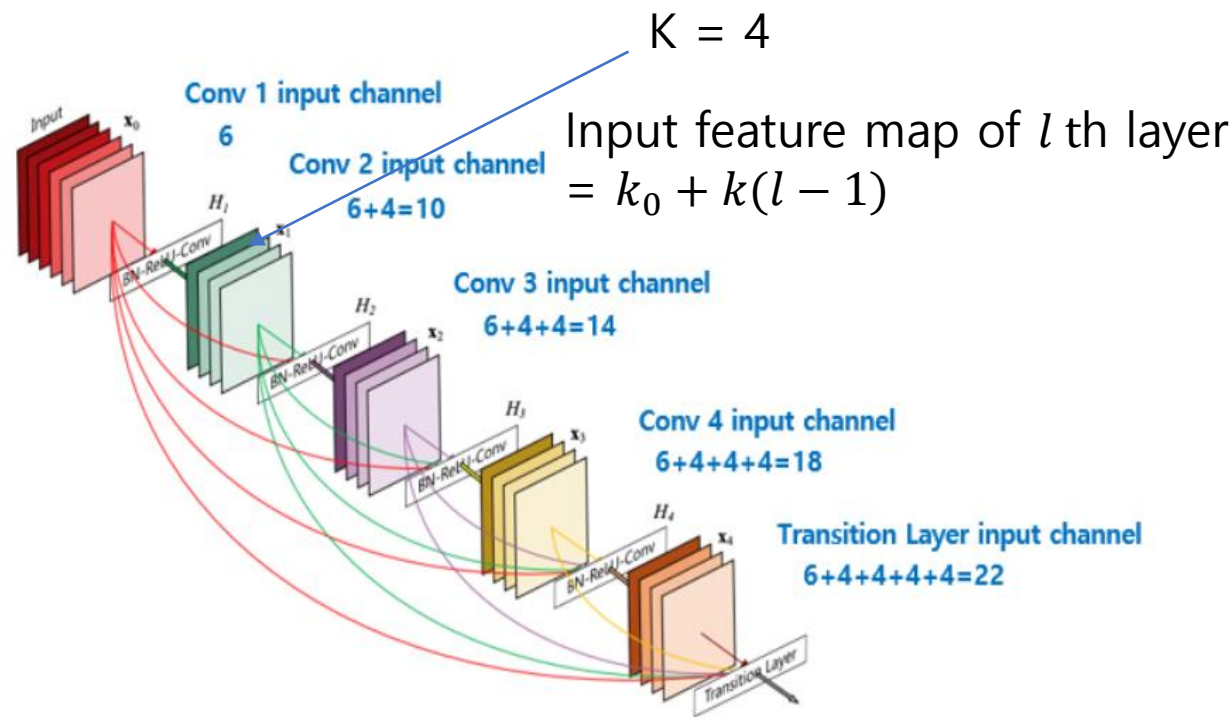 K = 4
Input feature map of l th layer
= k₀ + k(l − 1)
Input
x₀
Conv 1 input channel
6
Conv 2 input channel
6+4=10
H₁
BN-ReLU-Conv
x₁
Conv 3 input channel
6+4+4=14
H₂
BN-ReLU-Conv
x₂
Conv 4 input channel
6+4+4+4=18
H₃
BN-ReLU-Conv
x₃
Transition Layer input channel
6+4+4+4+4=22
H₄
BN-ReLU-Conv
x₄
Transition Layer